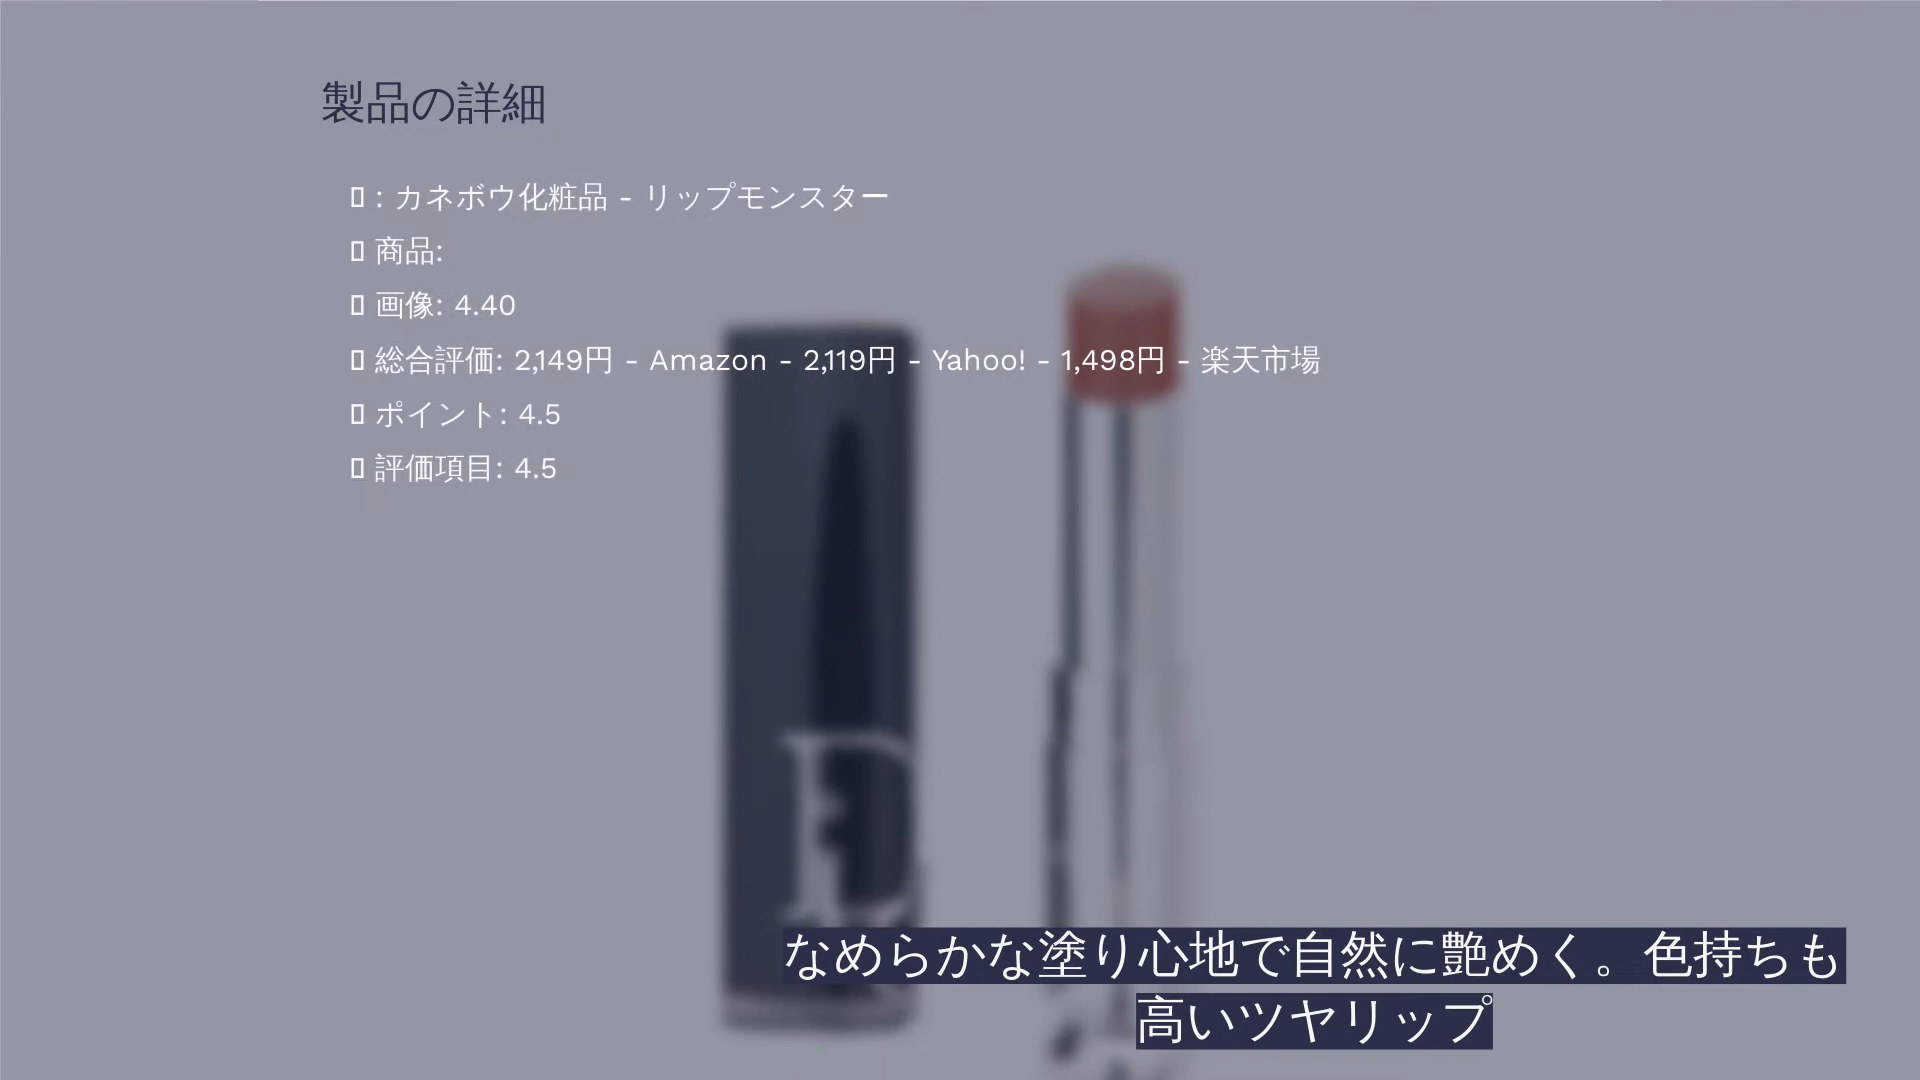 製品の詳細
: カネボウ化粧品 - リップモンスター
商品:
画像: 4.40
総合評価: 2,149円 - Amazon - 2,119円 - Yahoo! - 1,498円 - 楽天市場
ポイント: 4.5
評価項目: 4.5
なめらかな塗り心地で自然に艶めく。色持ちも
高いツヤリップ